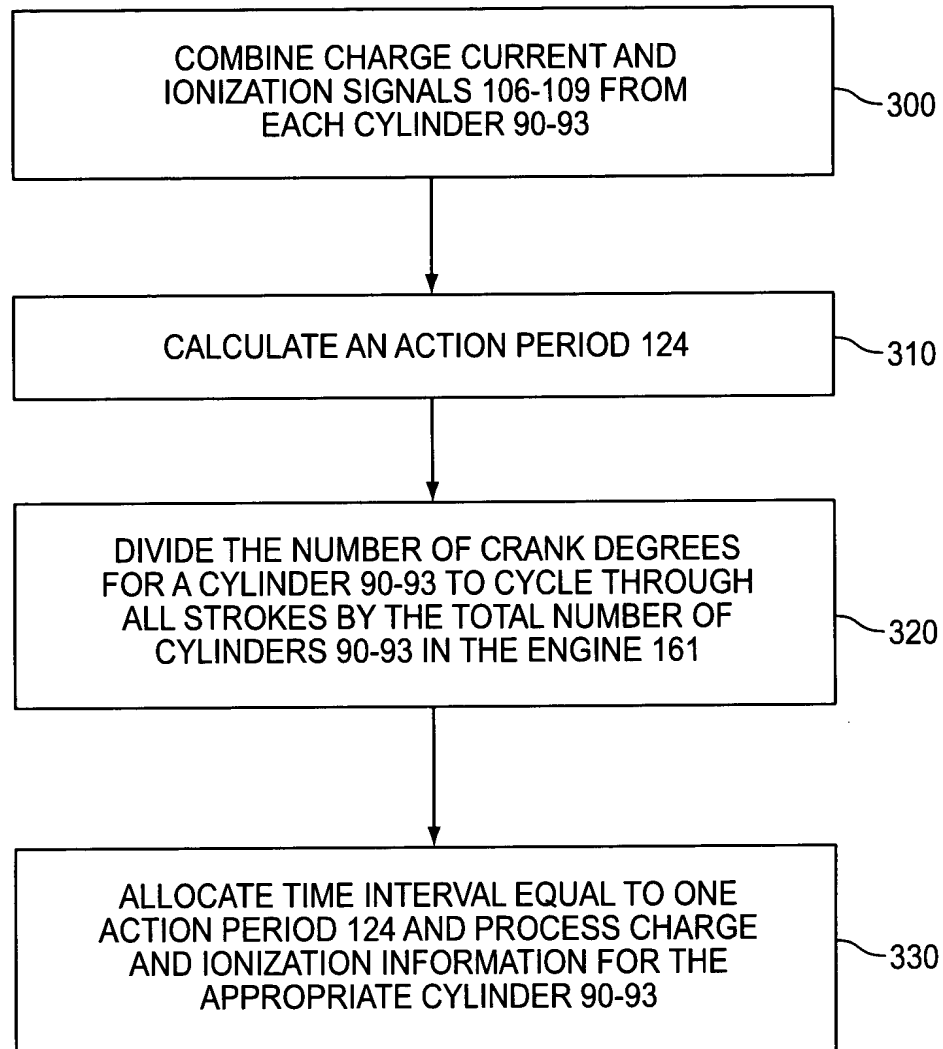 COMBINE CHARGE CURRENT AND
IONIZATION SIGNALS 106-109 FROM
EACH CYLINDER 90-93
300
CALCULATE AN ACTION PERIOD 124
310
DIVIDE THE NUMBER OF CRANK DEGREES
FOR A CYLINDER 90-93 TO CYCLE THROUGH
ALL STROKES BY THE TOTAL NUMBER OF
CYLINDERS 90-93 IN THE ENGINE 161
320
ALLOCATE TIME INTERVAL EQUAL TO ONE
ACTION PERIOD 124 AND PROCESS CHARGE
AND IONIZATION INFORMATION FOR THE
APPROPRIATE CYLINDER 90-93
330